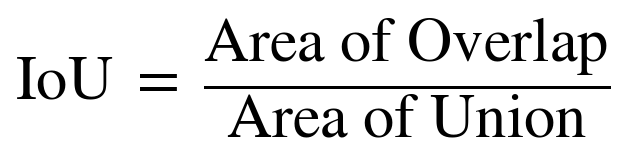 IoU = Area of Overlap
Area of Union